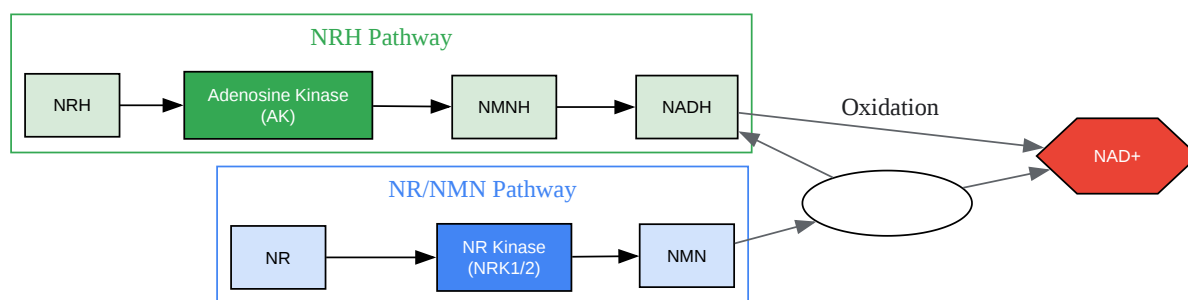 NRH Pathway
NRH
Adenosine Kinase
(AK)
NMNH
NADH
Oxidation
NAD+
NR/NMN Pathway
NR
NR Kinase
(NRK1/2)
NMN